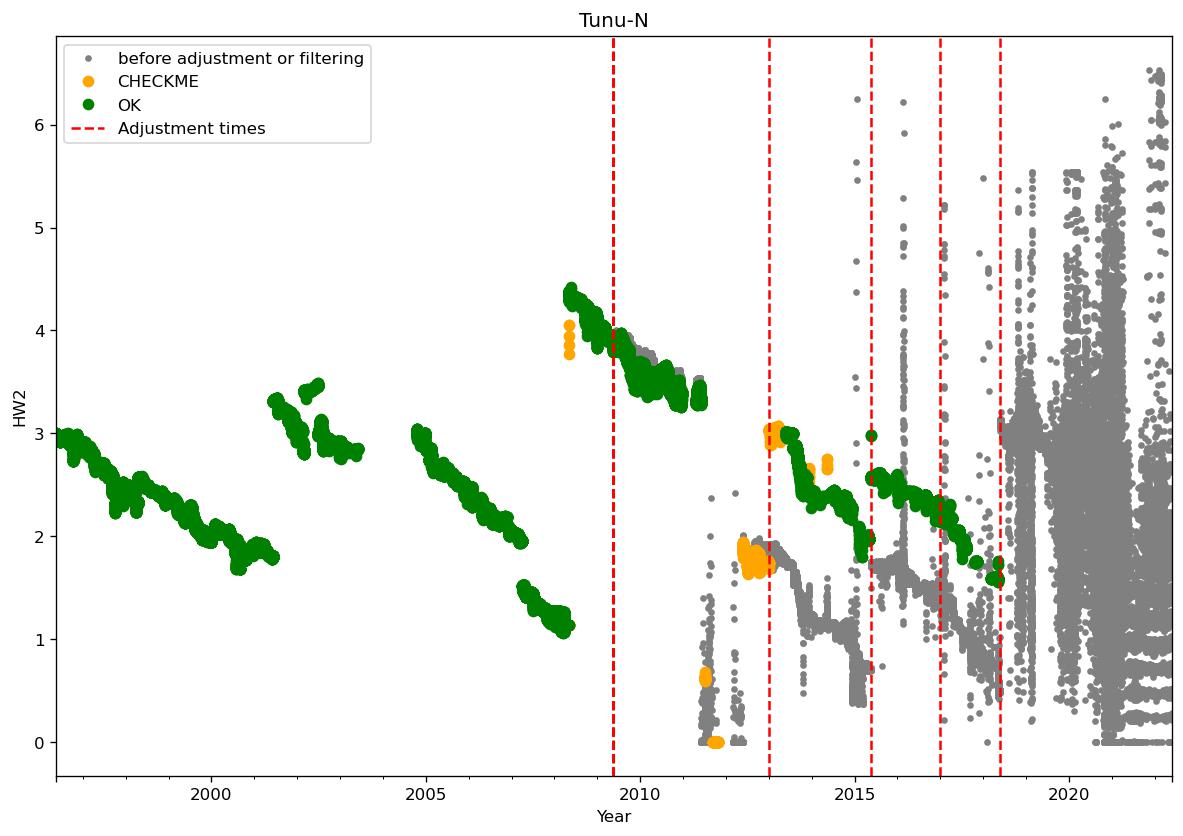 Tunu-N
before adjustment or filtering
CHECKME
OK
Adjustment times
HW2
6
5
4
3
2
1
0
2000
2005
2010
2015
2020
Year